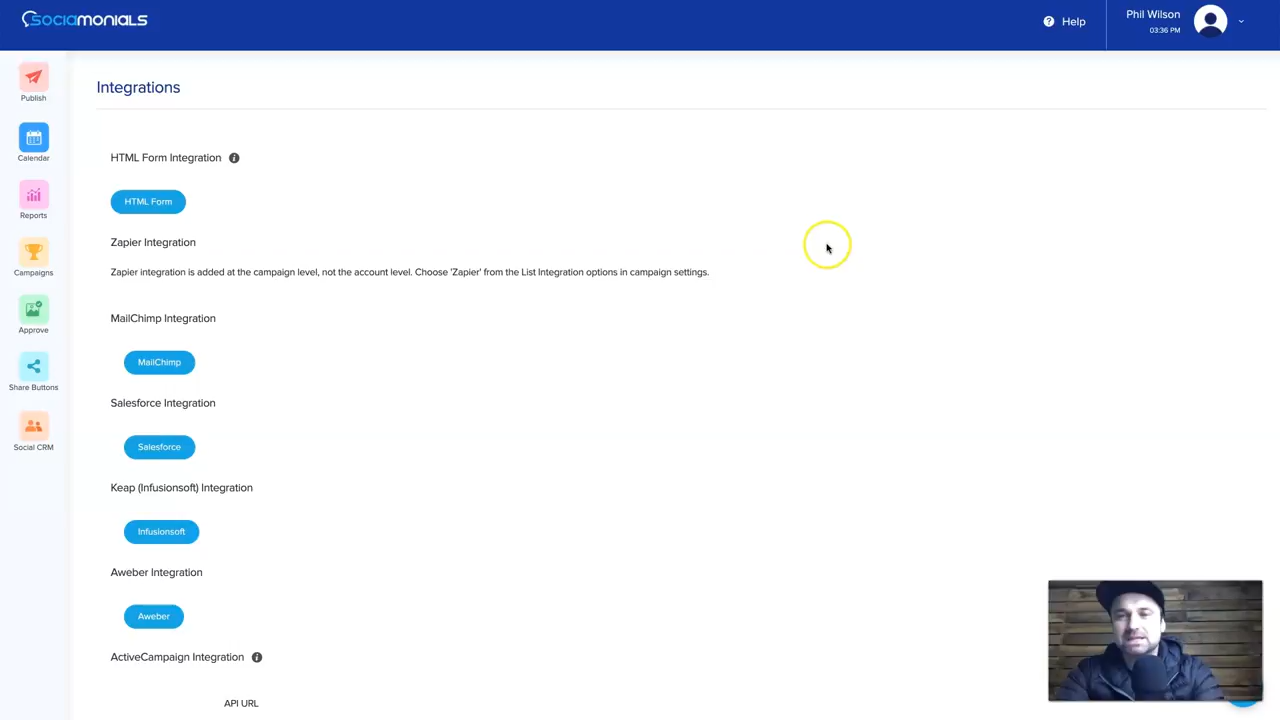 Sociamonials
Help
Phil Wilson
03:36 PM
Publish
Calendar
Reports
Campaigns
Approve
Share Buttons
Social CRM
Integrations
HTML Form Integration
HTML Form
Zapier Integration
Zapier integration is added at the campaign level, not the account level. Choose 'Zapier' from the List Integration options in campaign settings.
MailChimp Integration
MailChimp
Salesforce Integration
Salesforce
Keap (Infusionsoft) Integration
Infusionsoft
Aweber Integration
Aweber
ActiveCampaign Integration
API URL